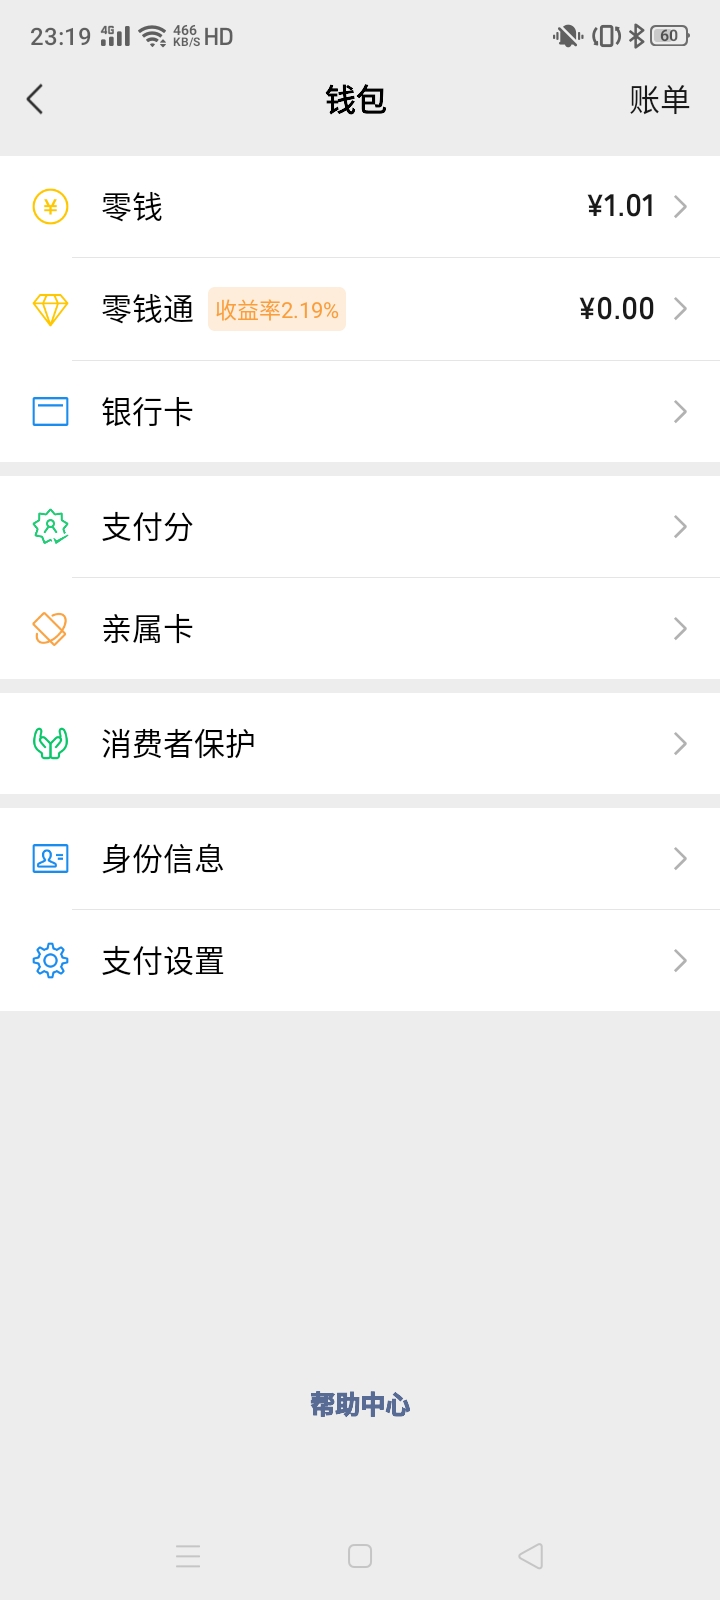 23:19 4G 466 KB/S HD 60
钱包 账单
零钱 ¥1.01
零钱通 收益率2.19% ¥0.00
银行卡
支付分
亲属卡
消费者保护
身份信息
支付设置
帮助中心